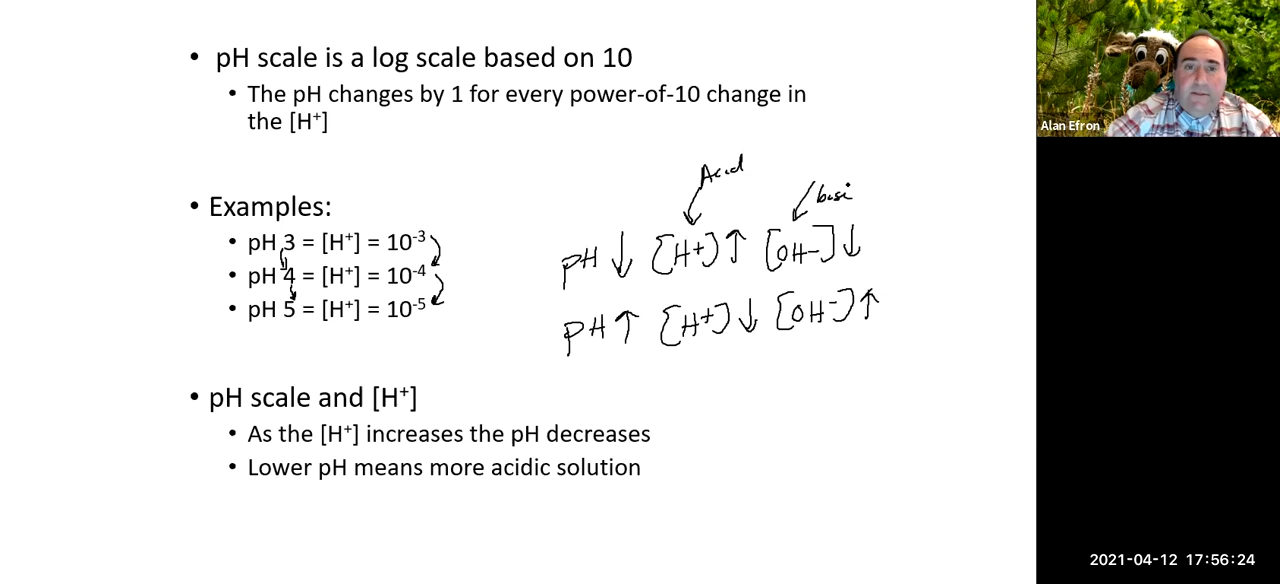 • pH scale is a log scale based on 10
• The pH changes by 1 for every power-of-10 change in
the [H⁺]
• Examples:
• pH 3 = [H⁺] = 10⁻³
• pH 4 = [H⁺] = 10⁻⁴
• pH 5 = [H⁺] = 10⁻⁵
Acid
basi
pH ↓ [H+] ↑ [OH-] ↓
pH ↑ [H+] ↓ [OH-] ↑
• pH scale and [H⁺]
• As the [H⁺] increases the pH decreases
• Lower pH means more acidic solution
Alan Efron
2021-04-12 17:56:24